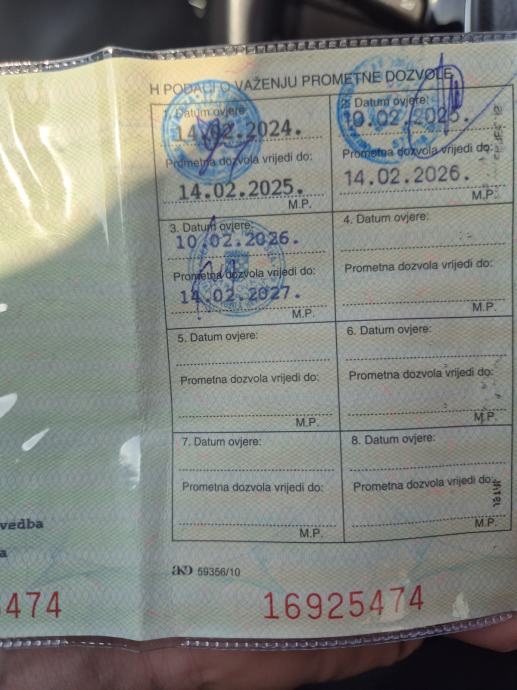 H PODACI O VAŽENJU PROMETNE DOZVOLE
1. Datum ovjere:
14.02.2024.
Prometna dozvola vrijedi do:
14.02.2025.
M.P.
2. Datum ovjere:
10.02.2025.
Prometna dozvola vrijedi do:
14.02.2026.
M.P.
3. Datum ovjere:
10.02.2026.
Prometna dozvola vrijedi do:
14.02.2027.
M.P.
4. Datum ovjere:
Prometna dozvola vrijedi do:
M.P.
5. Datum ovjere:
Prometna dozvola vrijedi do:
M.P.
6. Datum ovjere:
Prometna dozvola vrijedi do:
M.P.
7. Datum ovjere:
Prometna dozvola vrijedi do:
M.P.
8. Datum ovjere:
Prometna dozvola vrijedi do:
M.P.
vedba
a
AKD 59356/10
474
16925474